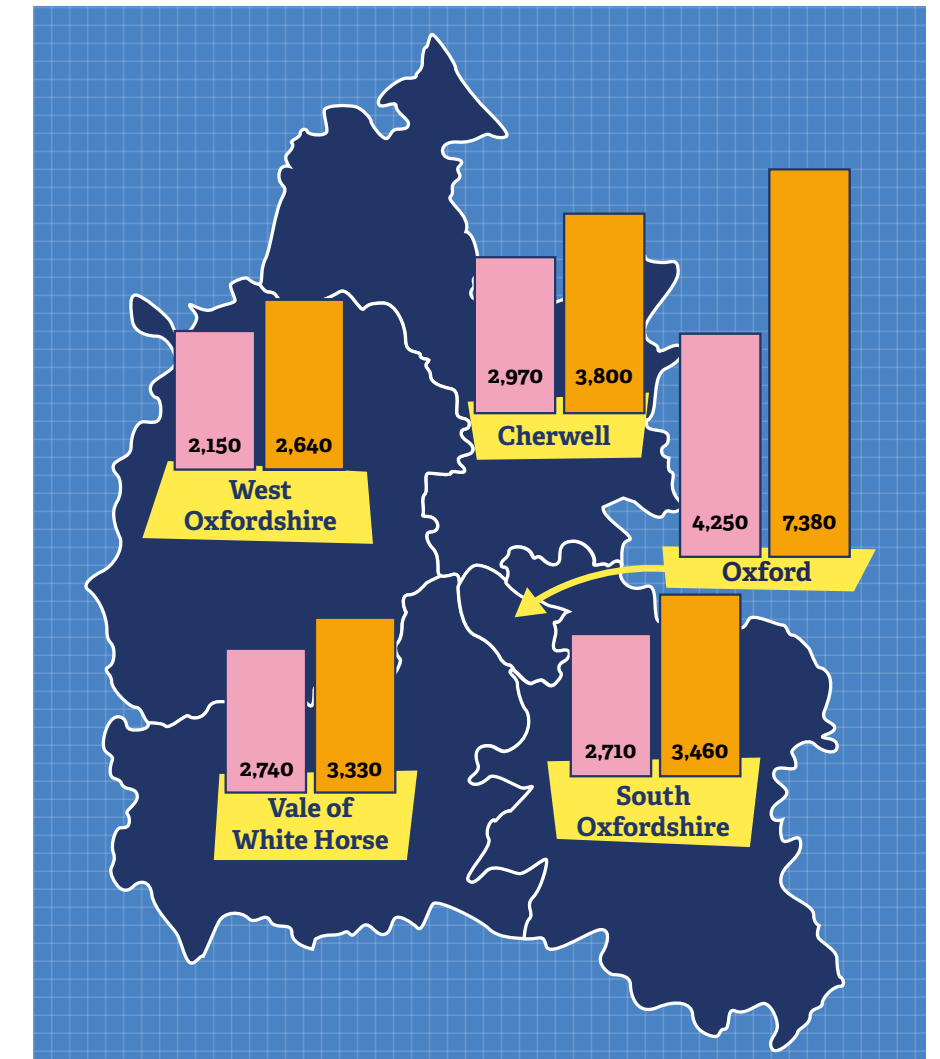 2,970 3,800
Cherwell
2,150 2,640
West
Oxfordshire
4,250 7,380
Oxford
2,740 3,330
Vale of
White Horse
2,710 3,460
South
Oxfordshire